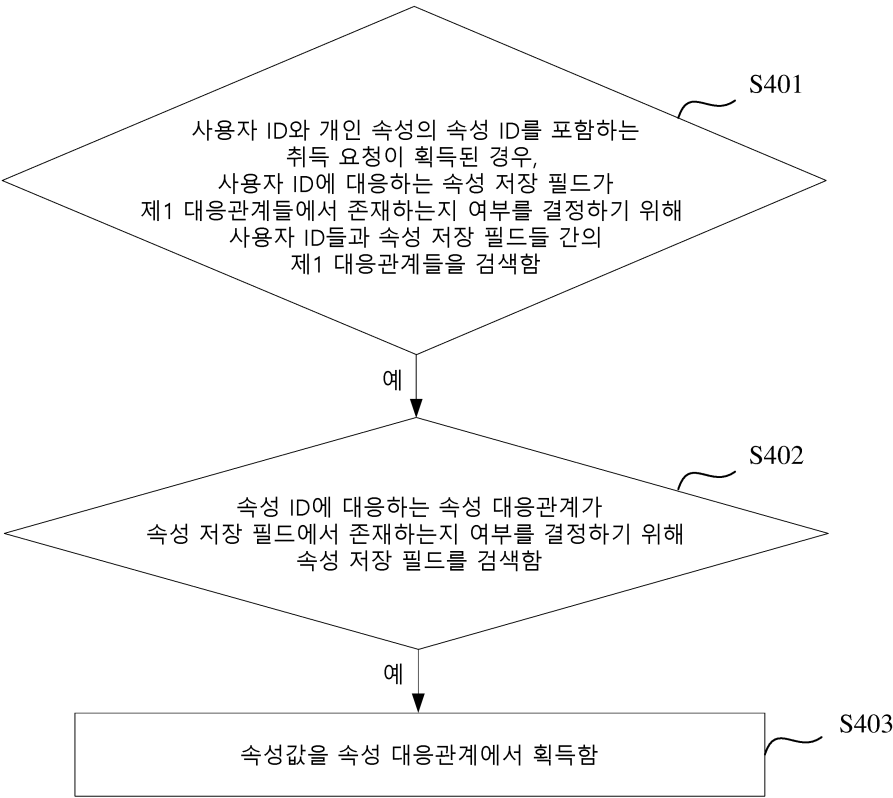 S401
사용자 ID와 개인 속성의 속성 ID를 포함하는
취득 요청이 획득된 경우,
사용자 ID에 대응하는 속성 저장 필드가
제1 대응관계들에서 존재하는지 여부를 결정하기 위해
사용자 ID들과 속성 저장 필드들 간의
제1 대응관계들을 검색함
예
S402
속성 ID에 대응하는 속성 대응관계가
속성 저장 필드에서 존재하는지 여부를 결정하기 위해
속성 저장 필드를 검색함
예
S403
속성값을 속성 대응관계에서 획득함